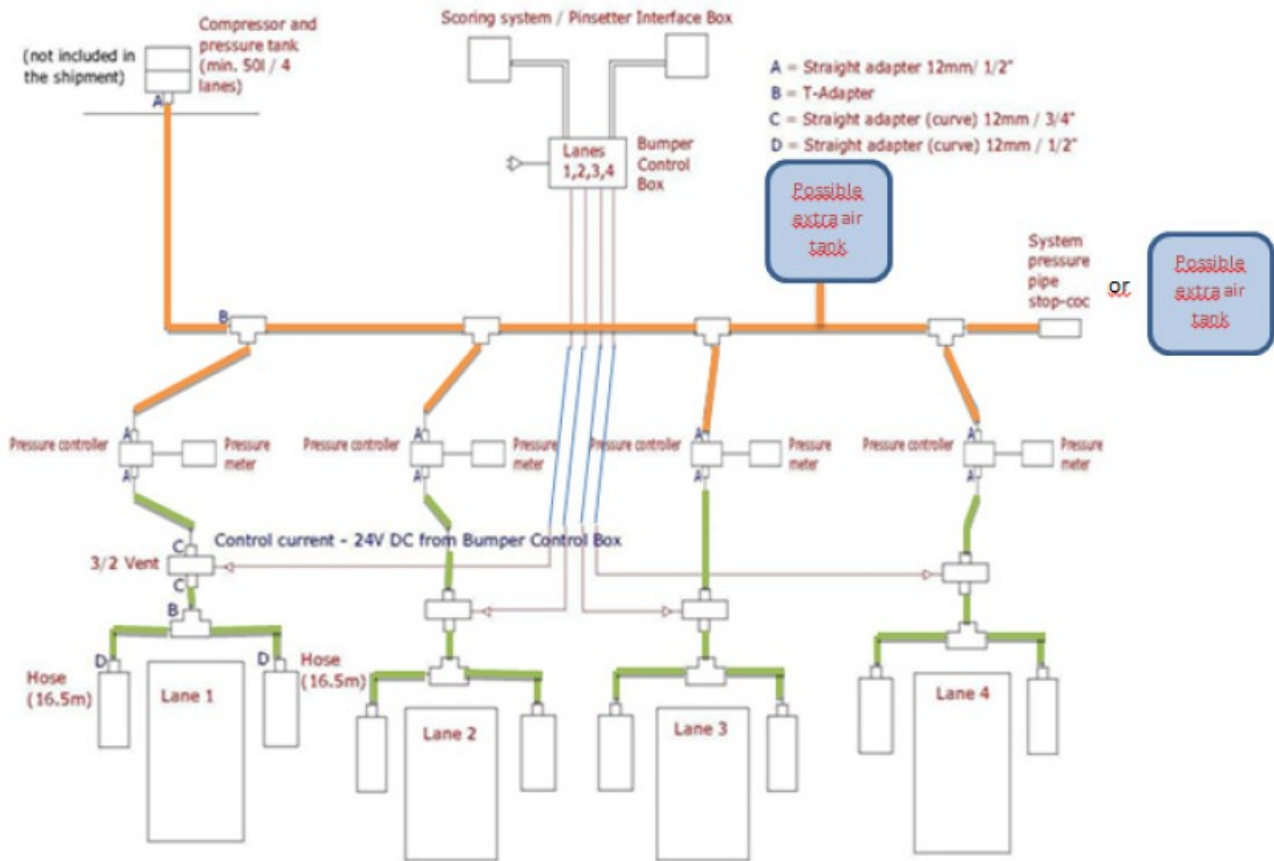 (not included in
the shipment)
Compressor and
pressure tank
(min. 50l / 4
lanes)
A
Scoring system / Pinsetter Interface Box
A = Straight adapter 12mm/ 1/2"
B = T-Adapter
C = Straight adapter (curve) 12mm / 3/4"
D = Straight adapter (curve) 12mm / 1/2"
Lanes
1,2,3,4
Bumper
Control
Box
Possible
extra air
tank
System
pressure
pipe
stop-coc
or
Possible
extra air
tank
B
Pressure controller
A
A
Pressure
meter
Pressure controller
A
A
Pressure
meter
Pressure controller
A
A
Pressure
meter
Pressure controller
A
A
Pressure
meter
C
Control current - 24V DC from Bumper Control Box
3/2 Vent
C
B
D
D
Hose
(16.5m)
Hose
(16.5m)
Lane 1
Lane 2
Lane 3
Lane 4